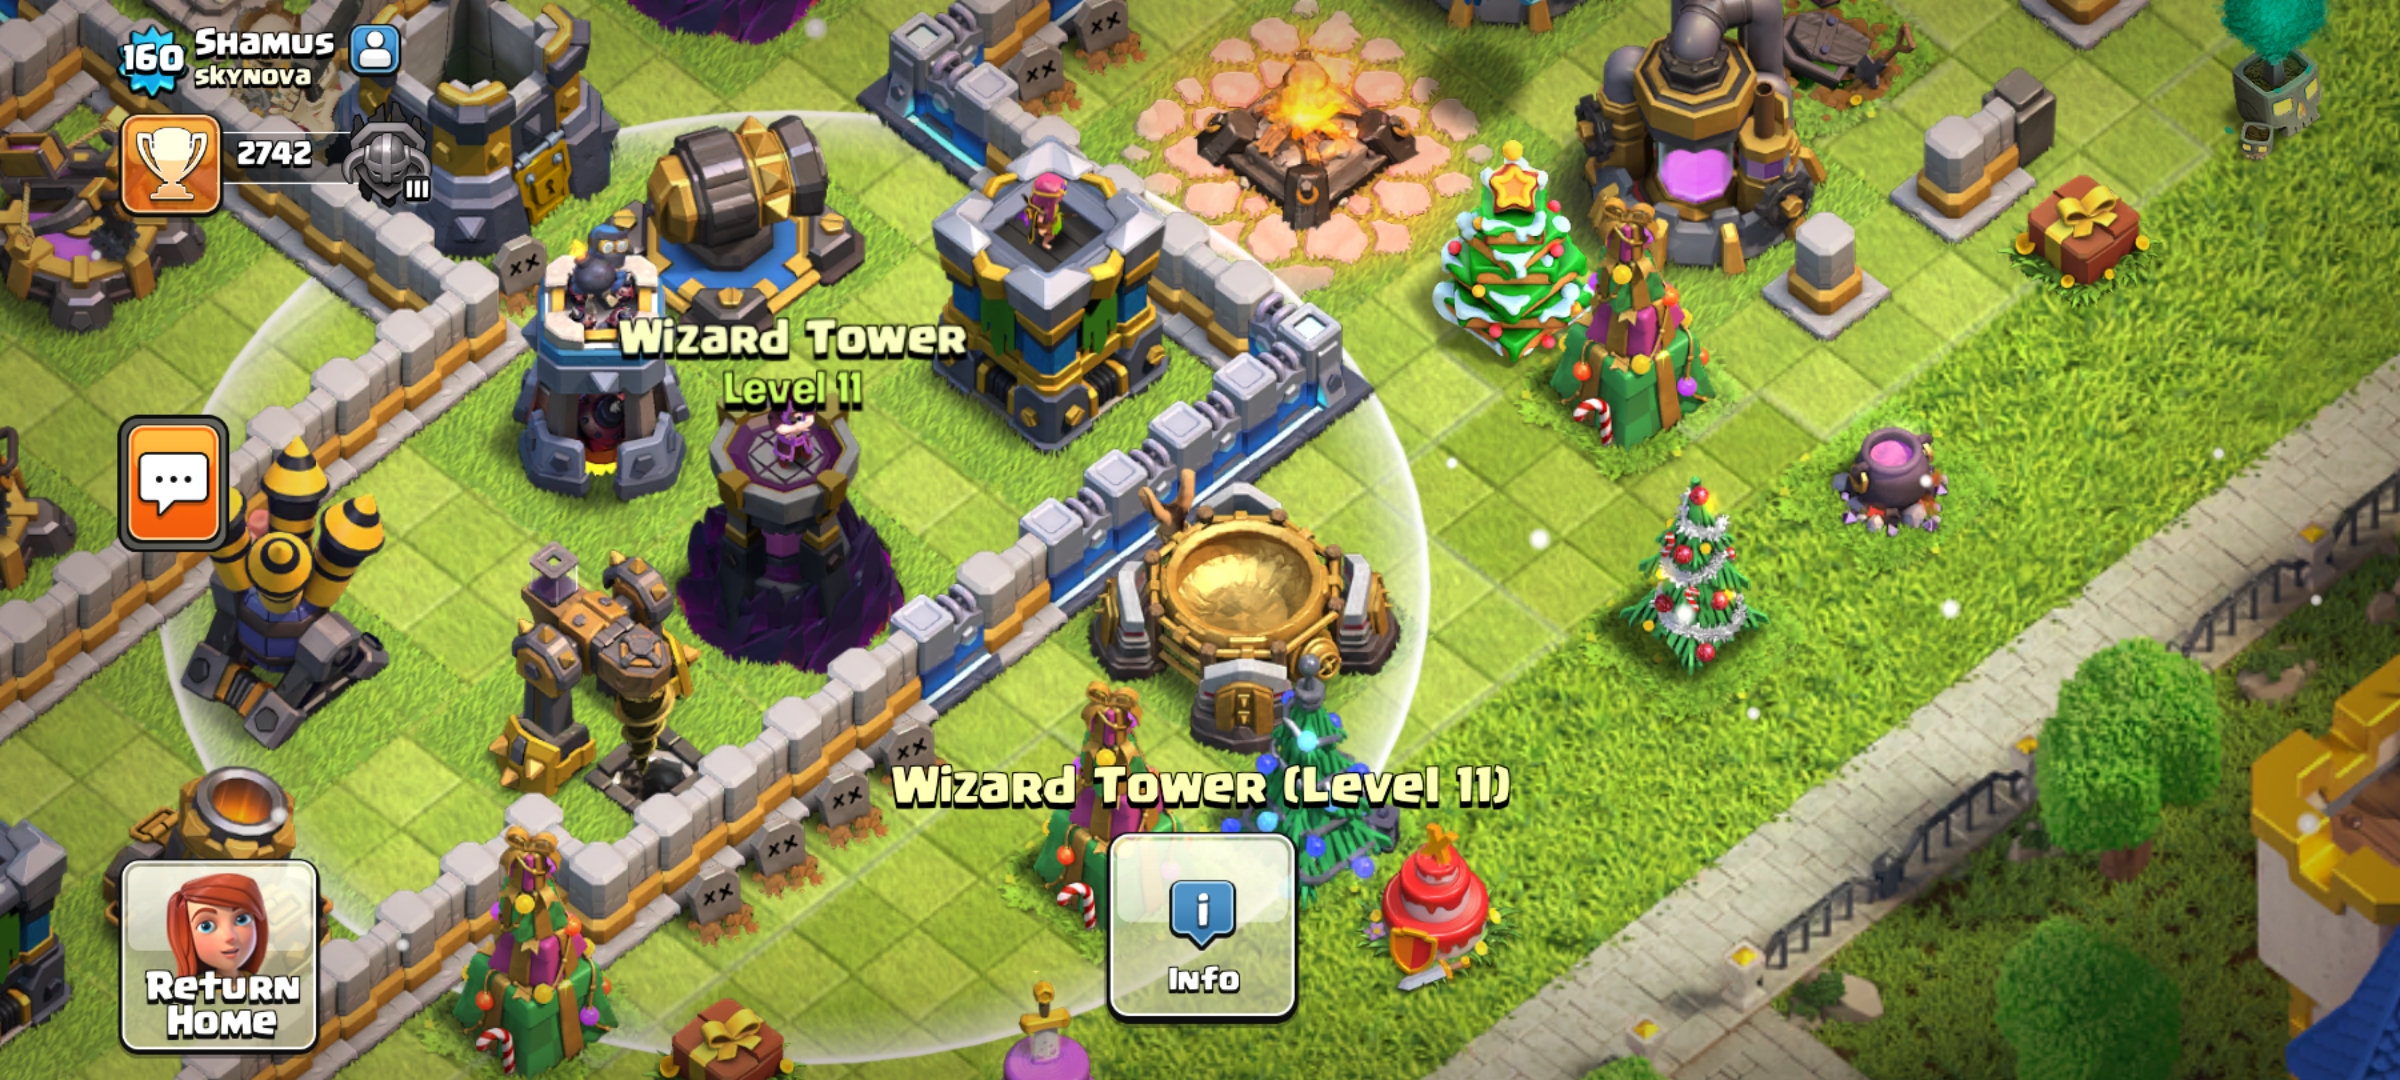 160
Shamus
skynova
2742
III
Wizard Tower
Level 11
Wizard Tower (Level 11)
Info
Return
Home